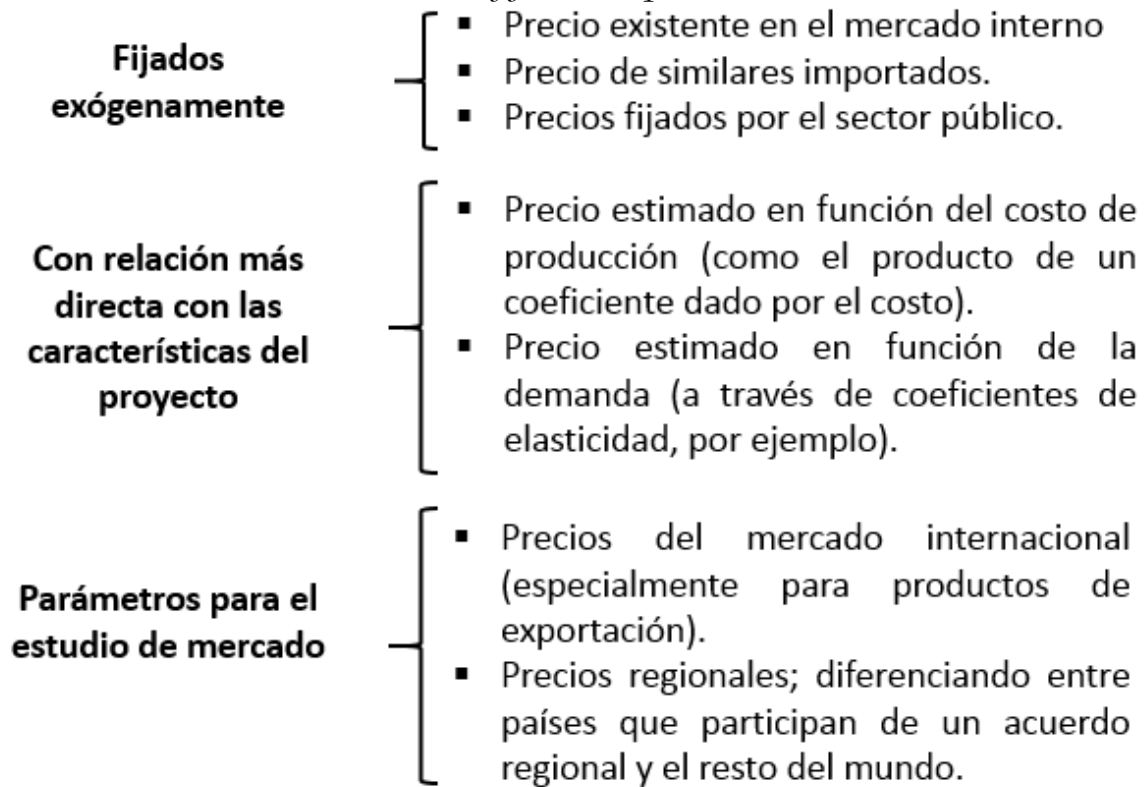 Fijados
exógenamente
▪ Precio existente en el mercado interno
▪ Precio de similares importados.
▪ Precios fijados por el sector público.
Con relación más
directa con las
características del
proyecto
▪ Precio estimado en función del costo de
producción (como el producto de un
coeficiente dado por el costo).
▪ Precio estimado en función de la
demanda (a través de coeficientes de
elasticidad, por ejemplo).
Parámetros para el
estudio de mercado
▪ Precios del mercado internacional
(especialmente para productos de
exportación).
▪ Precios regionales; diferenciando entre
países que participan de un acuerdo
regional y el resto del mundo.